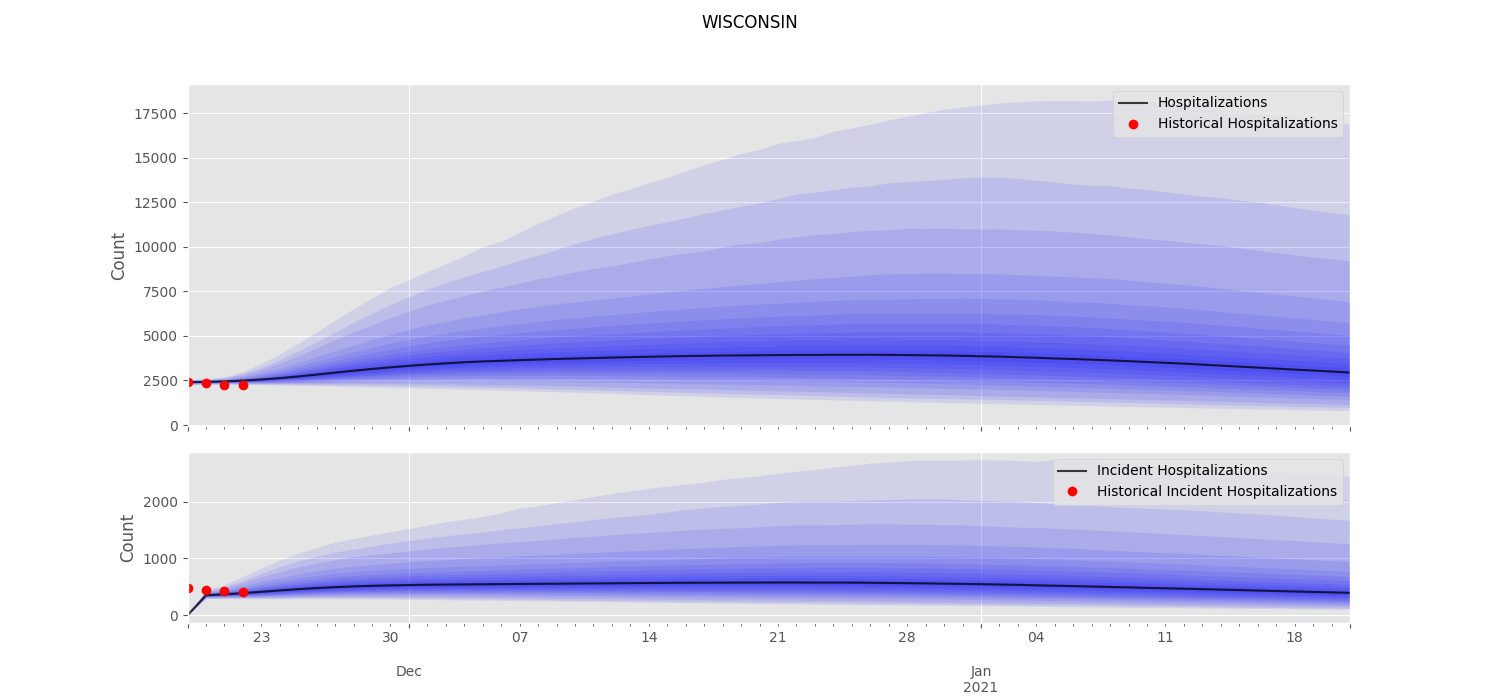 WISCONSIN
Hospitalizations
Historical Hospitalizations
Count
17500
15000
12500
10000
7500
5000
2500
0
Incident Hospitalizations
Historical Incident Hospitalizations
Count
2000
1000
0
23 30 07 14 21 28 04 11 18
Dec Jan
2021